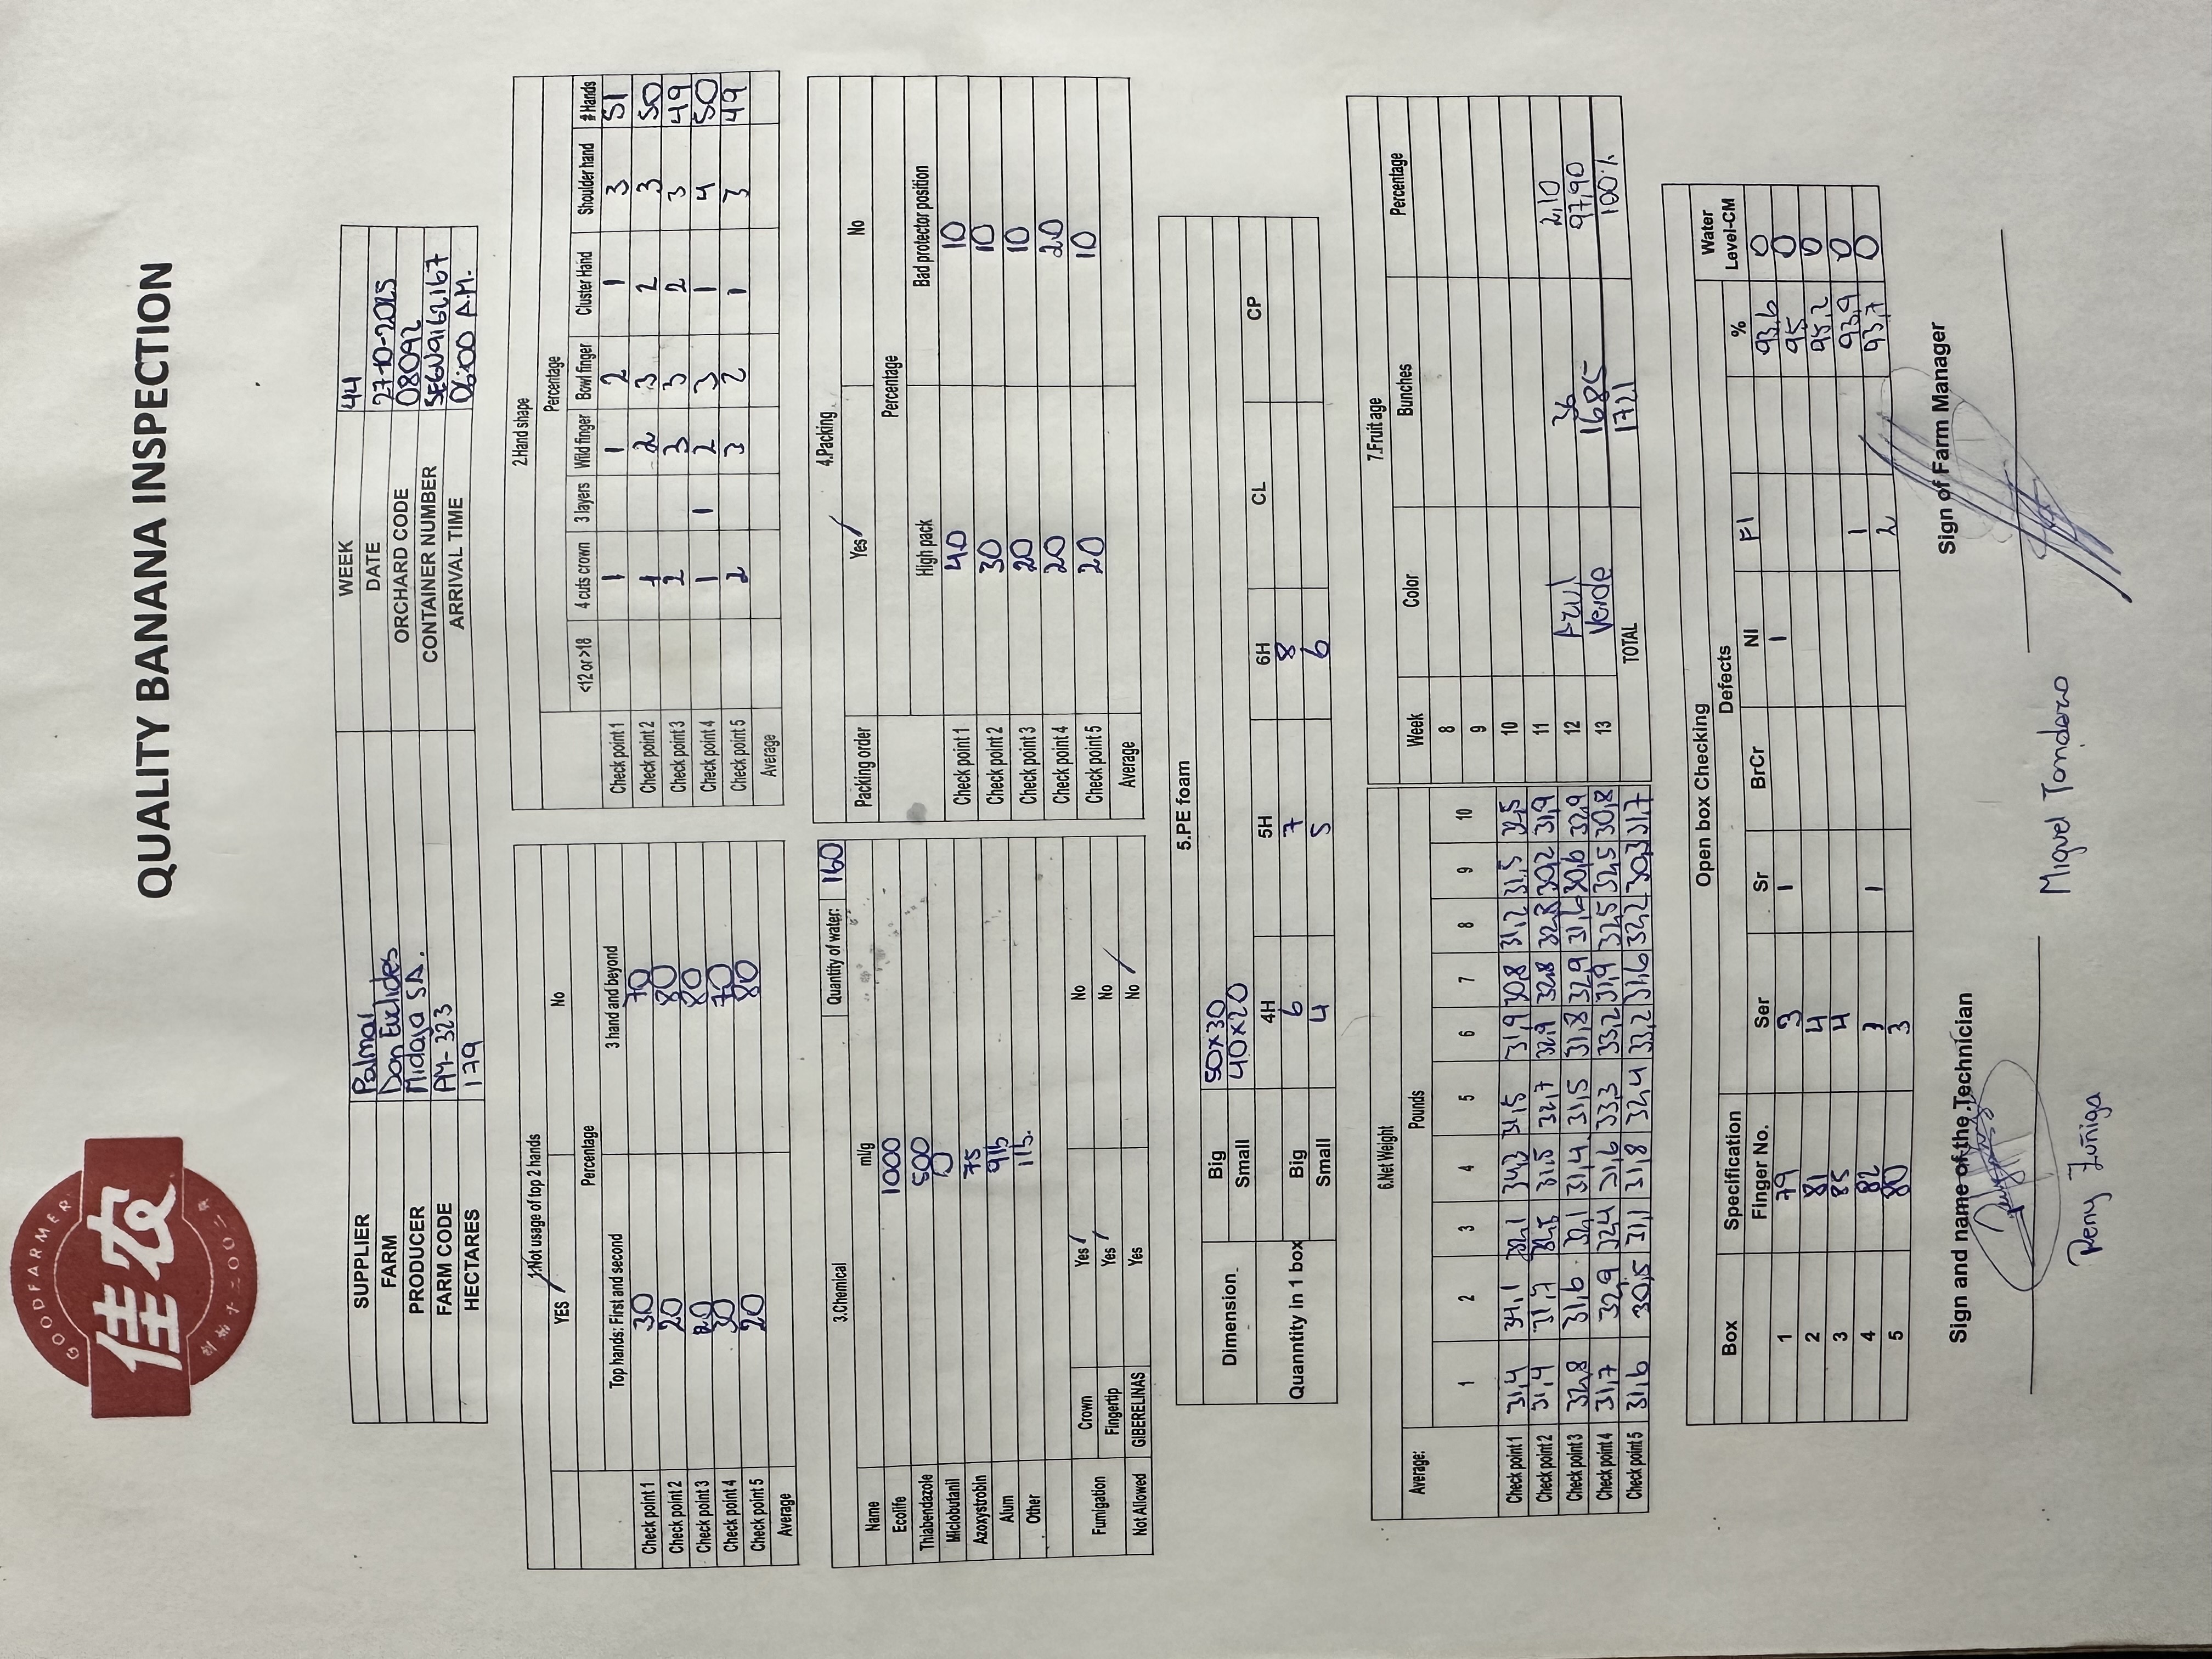 GOODFARMER
佳农
QUALITY BANANA INSPECTION
SUPPLIER Palmar WEEK 44
FARM Don Euclides DATE 27-10-2025
PRODUCER Midaja SA. ORCHARD CODE 08092
FARM CODE AM-323 CONTAINER NUMBER SEGU9162167
HECTARES 179 ARRIVAL TIME 06:00 A.M.
1.Not usage of top 2 hands
YES No
Percentage
Top hands: First and second 3 hand and beyond
Check point 1 30 70
Check point 2 20 80
Check point 3 20 80
Check point 4 30 70
Check point 5 20 80
Average
2.Hand shape
Percentage
<12 or >18 4 cuts crown 3 layers Wild finger Bowl finger Cluster Hand Shoulder hand # Hands
Check point 1 1 1 2 1 3 51
Check point 2 1 2 3 2 3 50
Check point 3 2 3 3 2 3 49
Check point 4 1 1 2 3 1 4 50
Check point 5 2 3 2 1 3 49
Average
3.Chemical Quantity of water: 160
Name ml/g
Ecolife 1000
Thiabendazole 500
Miclobutanil 0
Azoxystrobin 75
Alum 915
Other 115.
Fumigation Crown Yes No
Fingertip Yes No
Not Allowed GIBERELINAS Yes No
4.Packing
Packing order Yes No
Percentage
High pack Bad protector position
Check point 1 40 10
Check point 2 30 10
Check point 3 20 10
Check point 4 20 20
Check point 5 20 10
Average
5.PE foam
Dimension Big 50x30
Small 40x20
4H 5H 6H CL CP
Quanntity in 1 box Big 6 7 8
Small 4 5 6
6.Net Weight
Average: Pounds
1 2 3 4 5 6 7 8 9 10
Check point 1 31,4 34,1 32,1 34,3 31,5 31,9 30,8 31,2 31,5 32,5
Check point 2 31,4 31,7 32,5 31,5 32,7 32,9 32,8 32,8 30,2 31,9
Check point 3 32,8 31,6 32,1 31,4 31,5 31,8 32,9 31,6 30,6 32,9
Check point 4 31,7 32,9 32,4 31,6 33,3 33,2 31,9 32,5 32,5 30,8
Check point 5 31,6 30,5 31,1 31,8 32,4 33,2 31,6 32,2 30,3 31,7
7.Fruit age
Week Color Bunches Percentage
8
9
10
11
12 Azul 36 2,10
13 Verde 1685 97,90
TOTAL 1721 100%
Open box Checking
Box Specification Defects % Water Level-CM
Finger No. Ser Sr BrCr NI FI
1 79 3 1 1 93,6 0
2 81 4 95 0
3 85 4 95,2 0
4 82 3 1 1 93,9 0
5 80 3 2 93,7 0
Sign and name of the Technician
Sign of Farm Manager
Reny Zuñiga
Miguel Tandazo